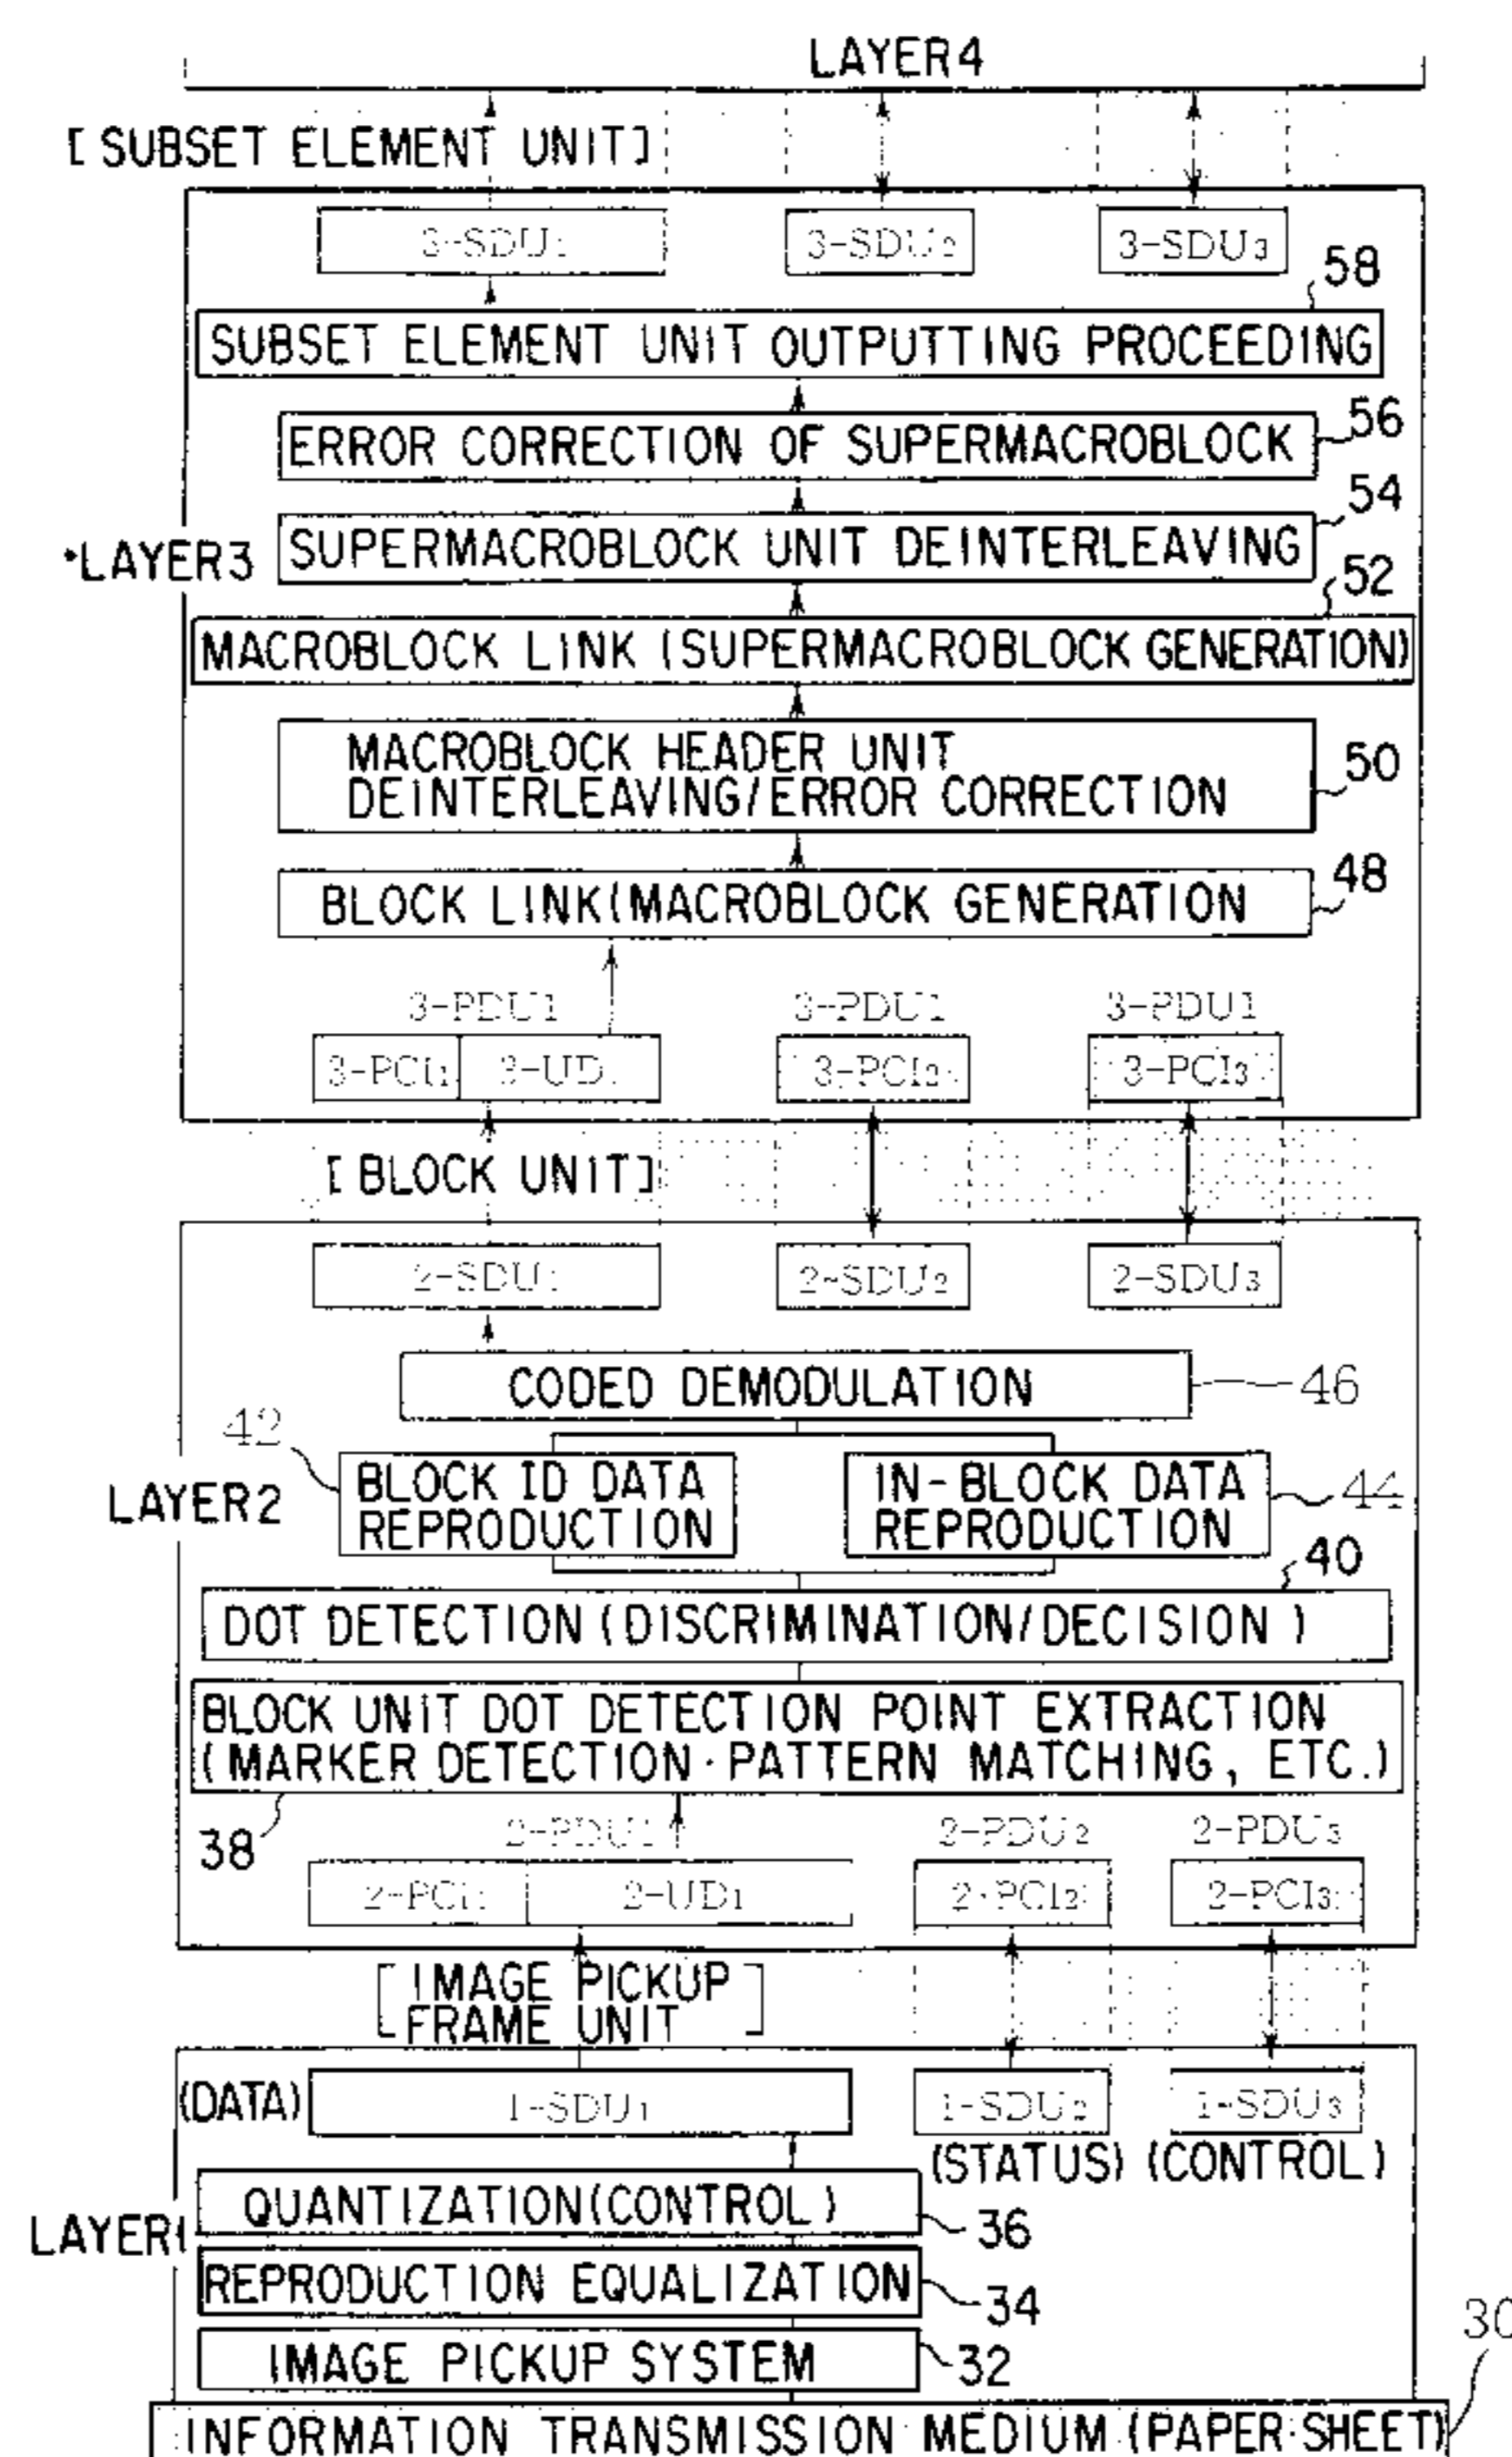 LAYER4
[SUBSET ELEMENT UNIT]
3-SDU1
3-SDU2
3-SDU3
58
SUBSET ELEMENT UNIT OUTPUTTING PROCEEDING
56
ERROR CORRECTION OF SUPERMACROBLOCK
54
SUPERMACROBLOCK UNIT DEINTERLEAVING
LAYER3
52
MACROBLOCK LINK (SUPERMACROBLOCK GENERATION)
MACROBLOCK HEADER UNIT
DEINTERLEAVING/ERROR CORRECTION
50
48
BLOCK LINK(MACROBLOCK GENERATION
3-PDU1
3-PDU1
3-PDU1
3-PCI1
3-UD
3-PCI2
3-PCI3
[BLOCK UNIT]
2-SDU1
2-SDU2
2-SDU3
CODED DEMODULATION
46
42
BLOCK ID DATA
REPRODUCTION
IN-BLOCK DATA
REPRODUCTION
44
LAYER2
40
DOT DETECTION (DISCRIMINATION/DECISION)
BLOCK UNIT DOT DETECTION POINT EXTRACTION
(MARKER DETECTION·PATTERN MATCHING, ETC.)
38
2-PDU1
2-PDU2
2-PDU3
2-PCI1
2-UD1
2-PCI2
2-PCI3
[IMAGE PICKUP
FRAME UNIT]
(DATA)
1-SDU1
1-SDU2
1-SDU3
(STATUS) (CONTROL)
QUANTIZATION(CONTROL)
36
LAYER1
REPRODUCTION EQUALIZATION
34
30
IMAGE PICKUP SYSTEM
32
INFORMATION TRANSMISSION MEDIUM (PAPER·SHEET)